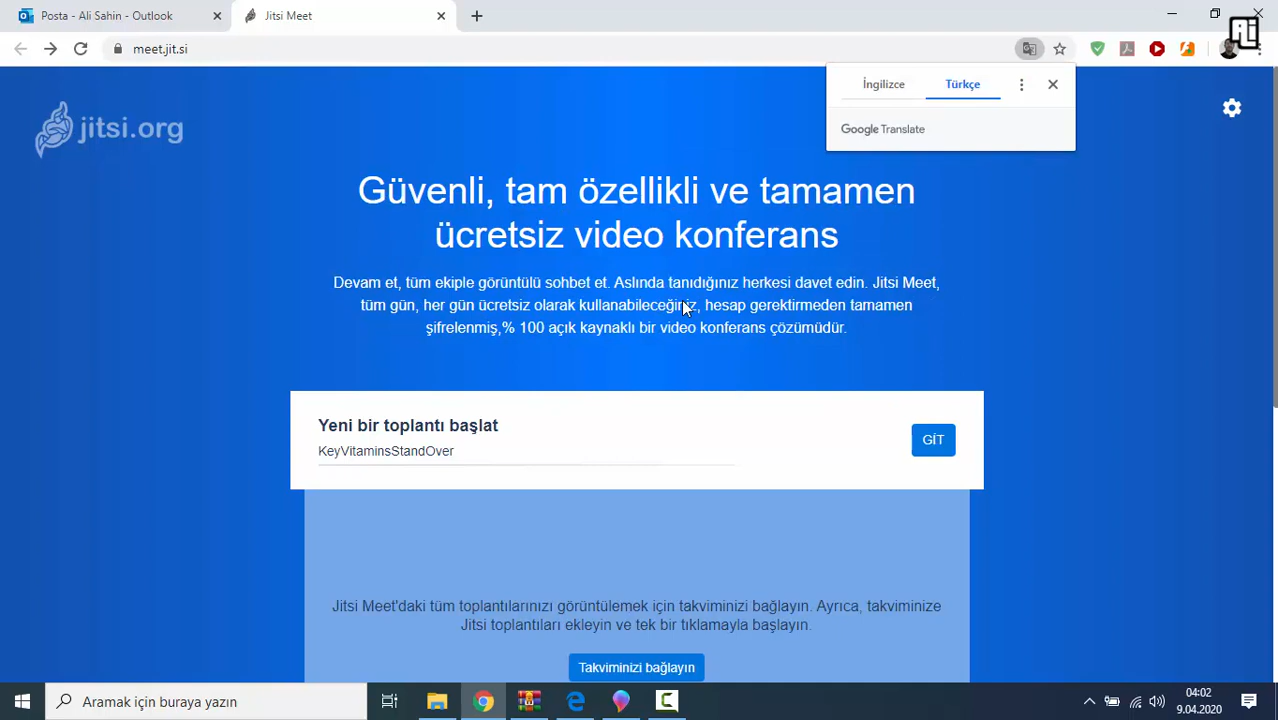 Posta - Ali Sahin - Outlook
Jitsi Meet
meet.jit.si
İngilizce
Türkçe
Google Translate
jitsi.org
Güvenli, tam özellikli ve tamamen
ücretsiz video konferans
Devam et, tüm ekiple görüntülü sohbet et. Aslında tanıdığınız herkesi davet edin. Jitsi Meet,
tüm gün, her gün ücretsiz olarak kullanabileceğiniz, hesap gerektirmeden tamamen
şifrelenmiş,% 100 açık kaynaklı bir video konferans çözümüdür.
Yeni bir toplantı başlat
KeyVitaminsStandOver
GİT
Jitsi Meet'daki tüm toplantılarınızı görüntülemek için takviminizi bağlayın. Ayrıca, takviminize
Jitsi toplantıları ekleyin ve tek bir tıklamayla başlayın.
Takviminizi bağlayın
Aramak için buraya yazın
04:02
9.04.2020